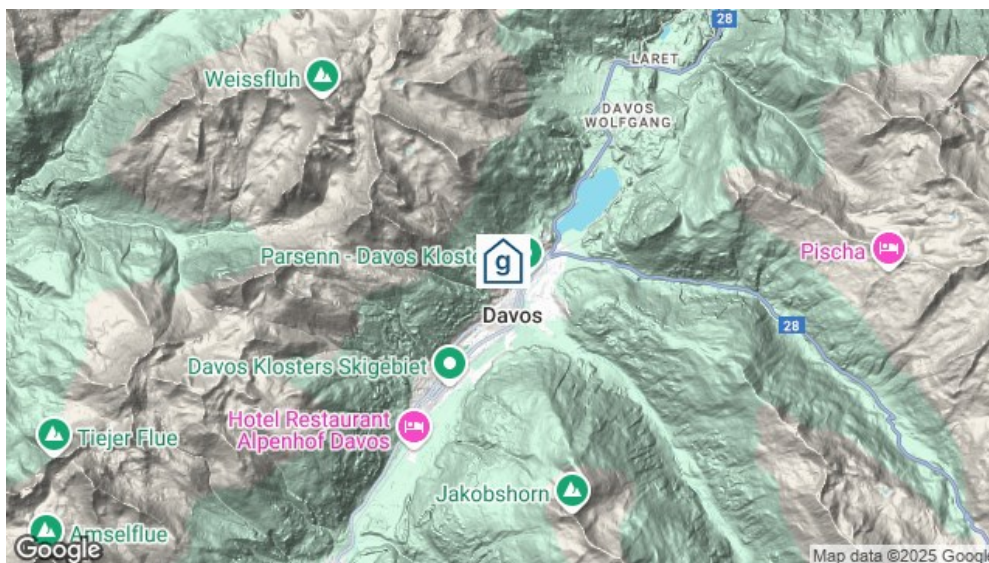 28
LARET
Weissfluh
DAVOS
WOLFGANG
Parsenn - Davos Kloste
g
Pischa
Davos
28
Davos Klosters Skigebiet
Hotel Restaurant
Alpenhof Davos
Tiejer Flue
Jakobshorn
Amselflue
Google
Map data ©2025 Google